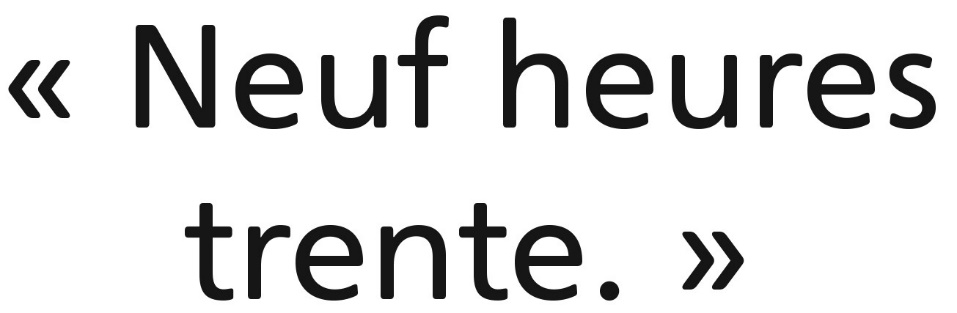 « Neuf heures
trente. »